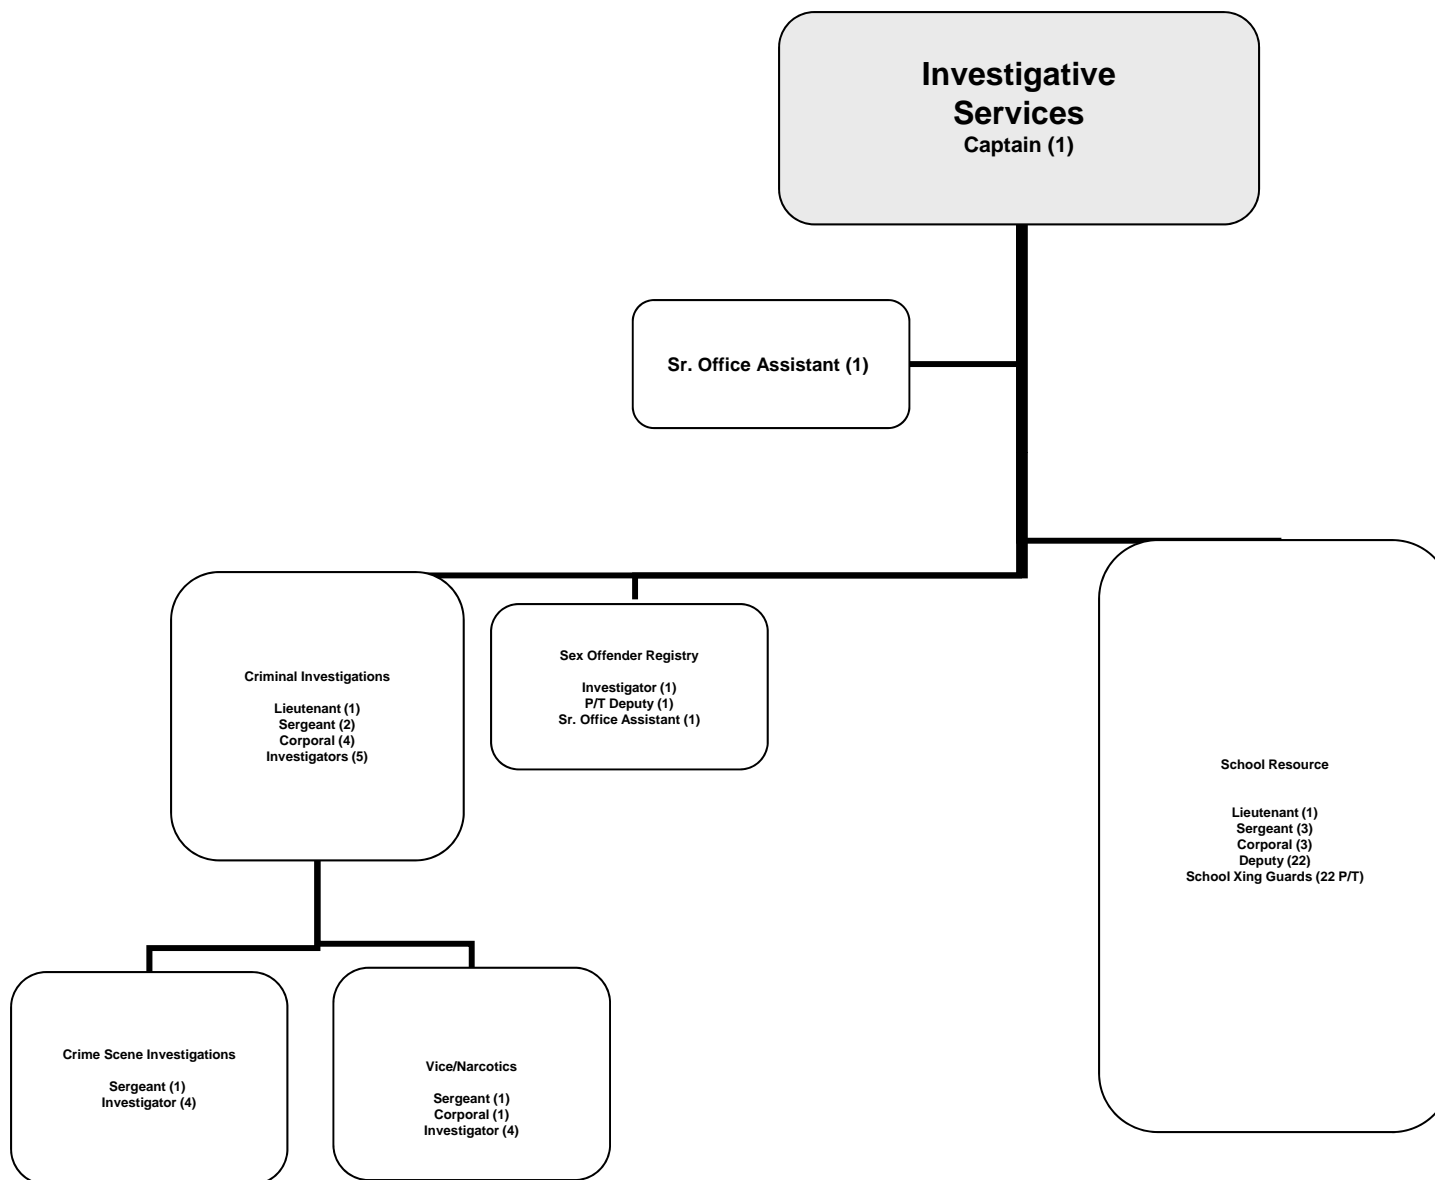 Investigative
Services
Captain (1)
Sr. Office Assistant (1)
Criminal Investigations
Lieutenant (1)
Sergeant (2)
Corporal (4)
Investigators (5)
Sex Offender Registry
Investigator (1)
P/T Deputy (1)
Sr. Office Assistant (1)
School Resource
Lieutenant (1)
Sergeant (3)
Corporal (3)
Deputy (22)
School Xing Guards (22 P/T)
Crime Scene Investigations
Sergeant (1)
Investigator (4)
Vice/Narcotics
Sergeant (1)
Corporal (1)
Investigator (4)